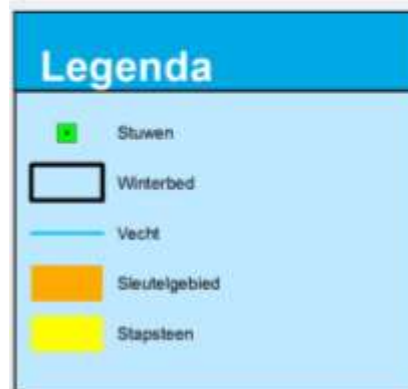 Legenda
Stuwen
Winterbed
Vecht
Sleutelgebied
Stapsteen